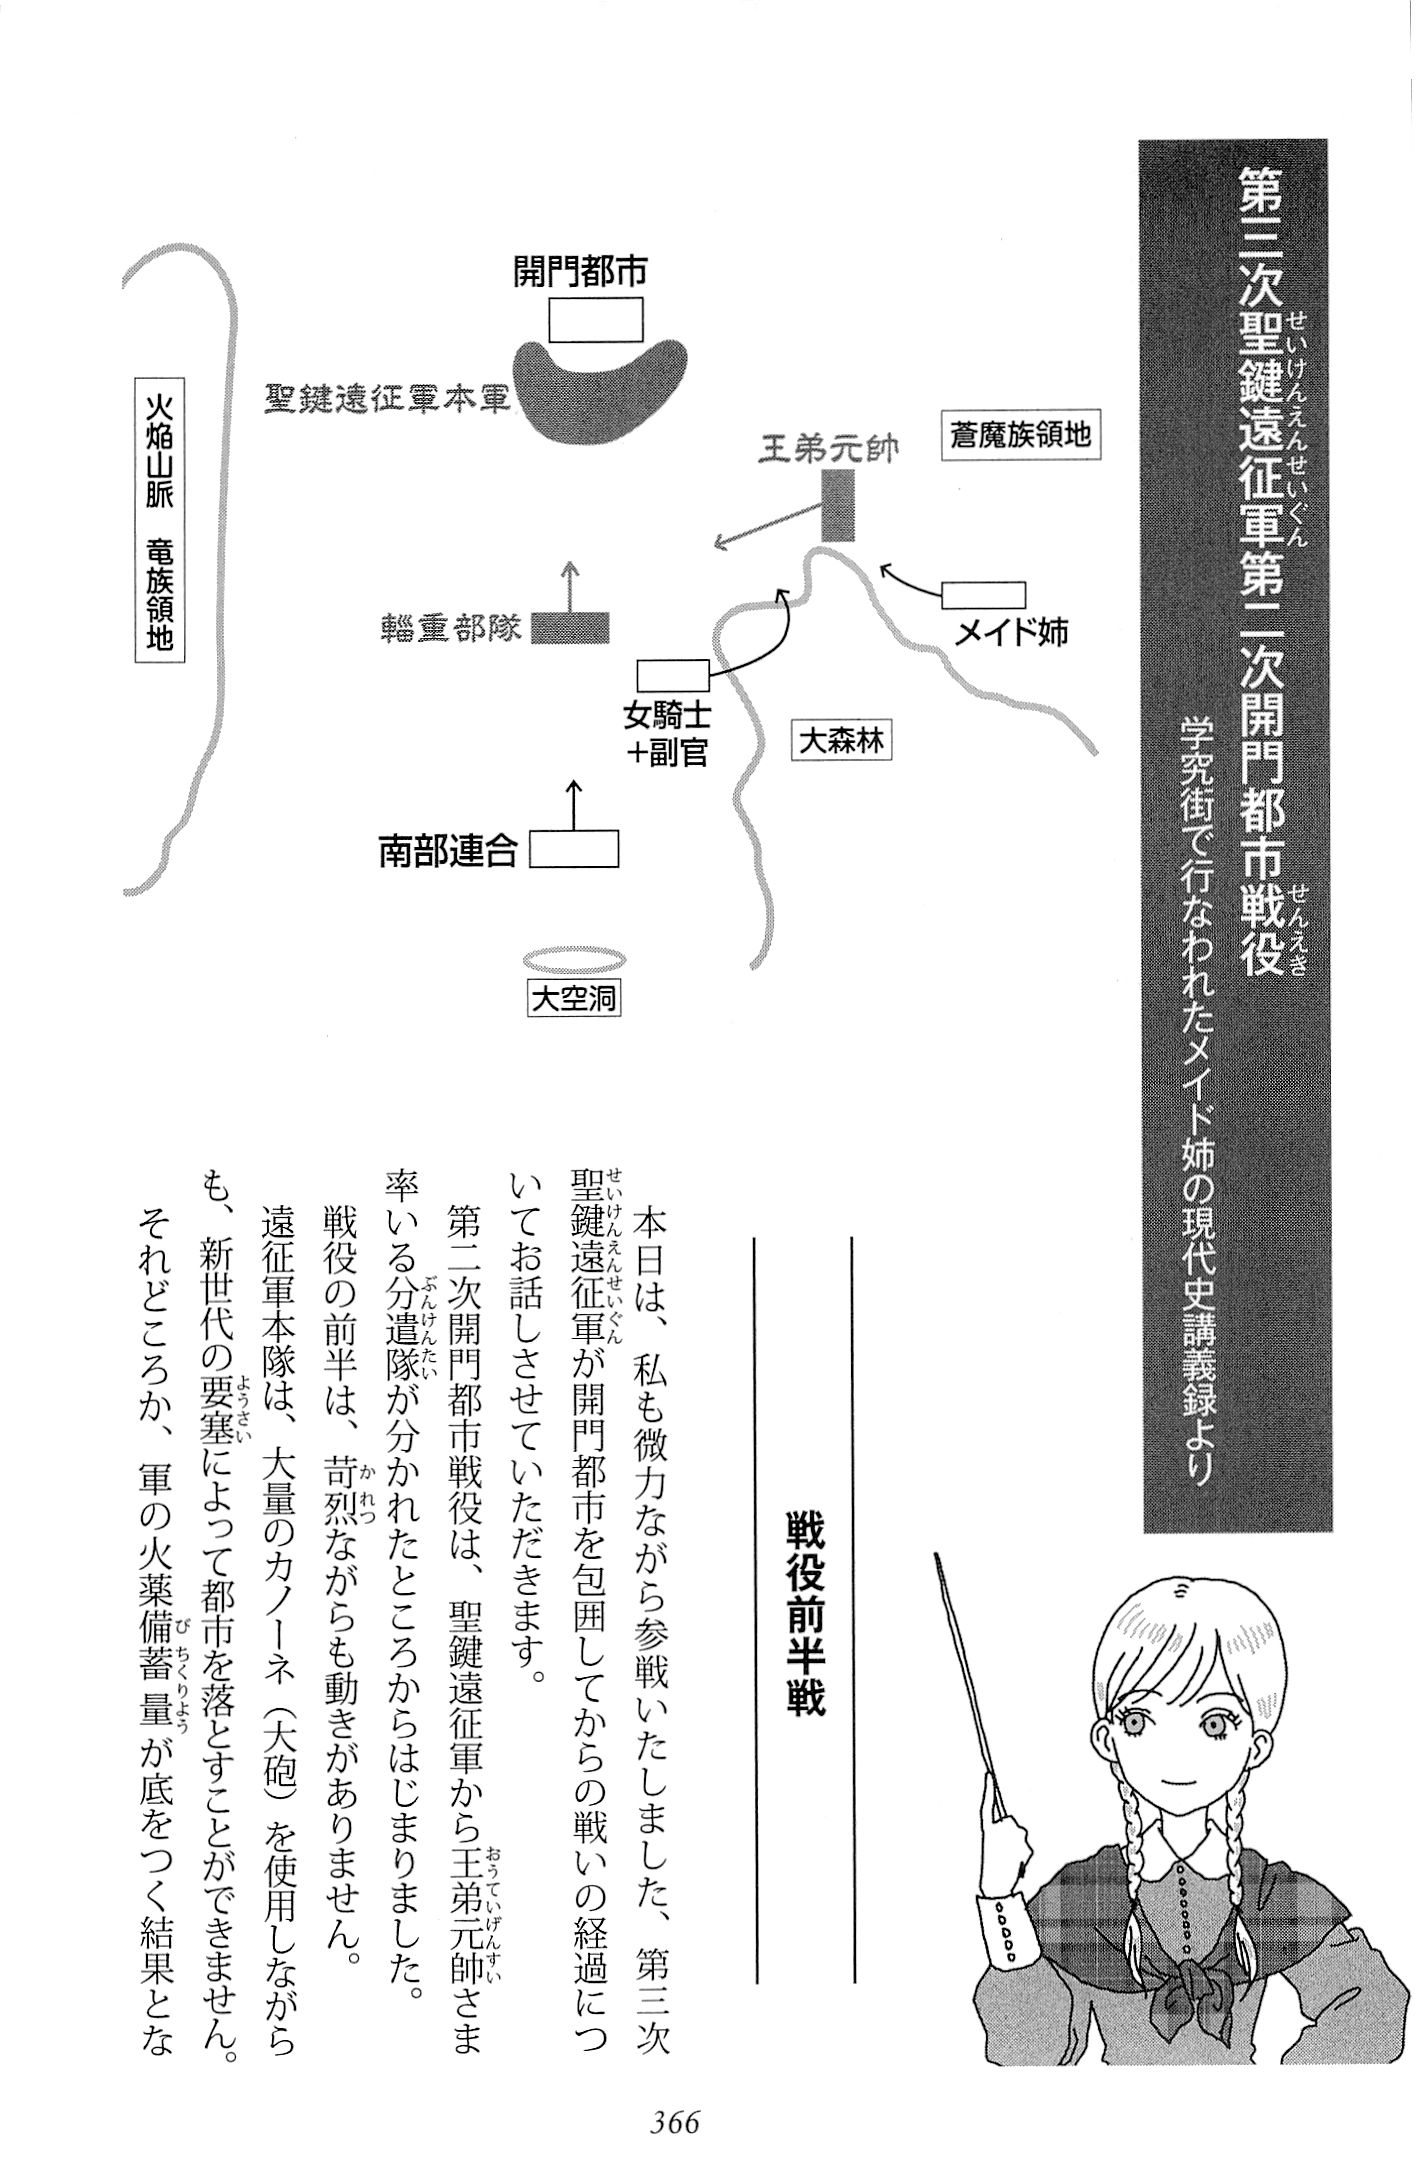 第三次聖鍵遠征軍第二次開門都市戦役
学究街で行なわれたメイド姉の現代史講義録より
開門都市
聖鍵遠征軍本軍
王弟元帥
蒼魔族領地
火焔山脈　竜族領地
輜重部隊
メイド姉
女騎士
+副官
大森林
南部連合
大空洞
戦役前半戦
本日は、私も微力ながら参戦いたしました、第三次
聖鍵遠征軍が開門都市を包囲してからの戦いの経過につ
いてお話しさせていただきます。
第二次開門都市戦役は、聖鍵遠征軍から王弟元帥さま
率いる分遣隊が分かれたところからはじまりました。
戦役の前半は、苛烈ながらも動きがありません。
遠征軍本隊は、大量のカノーネ（大砲）を使用しながら
も、新世代の要塞によって都市を落とすことができません。
それどころか、軍の火薬備蓄量が底をつく結果とな
366